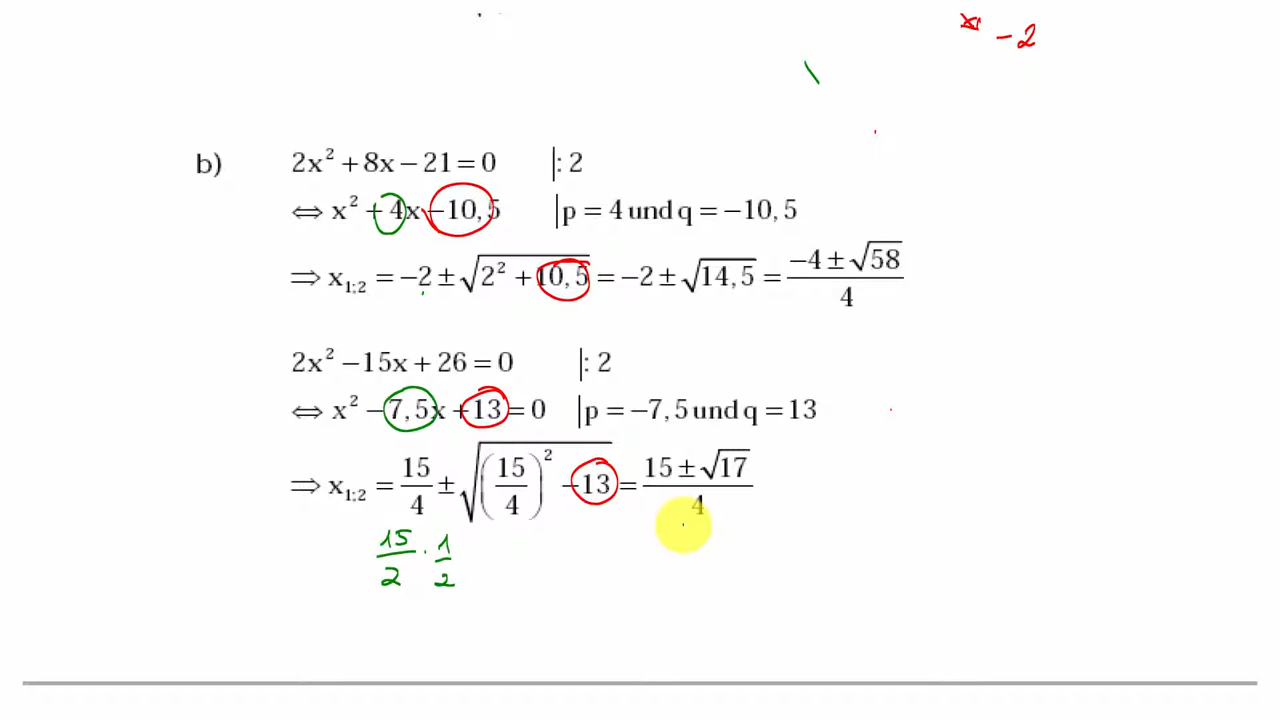 x -2
b) 2x² + 8x − 21 = 0 |: 2
⇔ x² + 4x − 10,5 |p = 4 und q = −10,5
⇒ x₁;₂ = −2 ± √(2² + 10,5) = −2 ± √14,5 = (−4 ± √58)/4
2x² − 15x + 26 = 0 |: 2
⇔ x² − 7,5x + 13 = 0 |p = −7,5 und q = 13
⇒ x₁;₂ = 15/4 ± √((15/4)² − 13) = (15 ± √17)/4
15/2 · 1/2